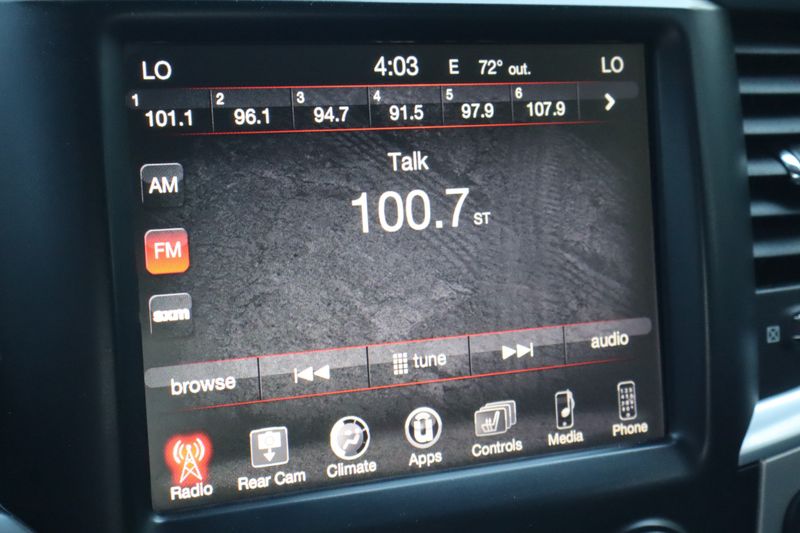 LO 4:03 E 72° out. LO
1 2 3 4 5 6
101.1 96.1 94.7 91.5 97.9 107.9
Talk
AM
100.7 ST
FM
sxm
browse tune audio
Radio Rear Cam Climate Apps Controls Media Phone